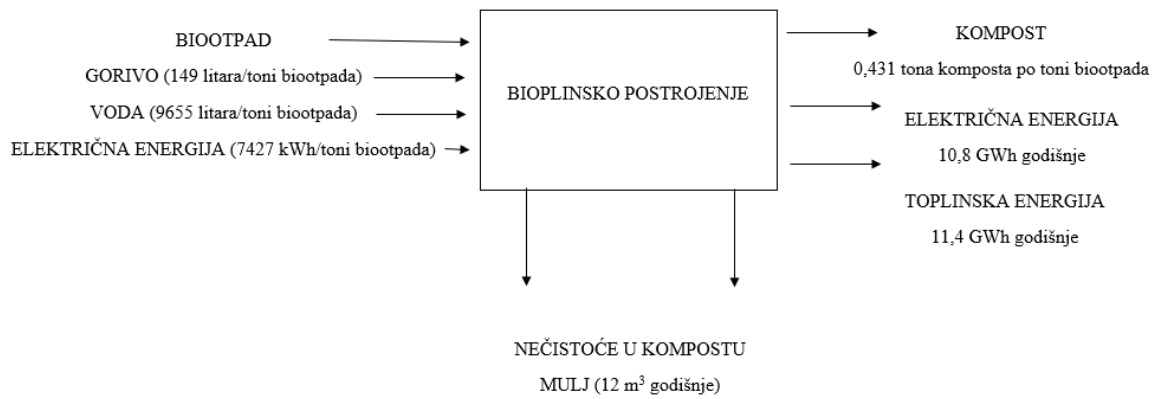 BIOOTPAD
GORIVO (149 litara/toni biootpada)
VODA (9655 litara/toni biootpada)
ELEKTRIČNA ENERGIJA (7427 kWh/toni biootpada)
BIOPLINSKO POSTROJENJE
KOMPOST
0,431 tona komposta po toni biootpada
ELEKTRIČNA ENERGIJA
10,8 GWh godišnje
TOPLINSKA ENERGIJA
11,4 GWh godišnje
NEČISTOĆE U KOMPOSTU
MULJ (12 m³ godišnje)